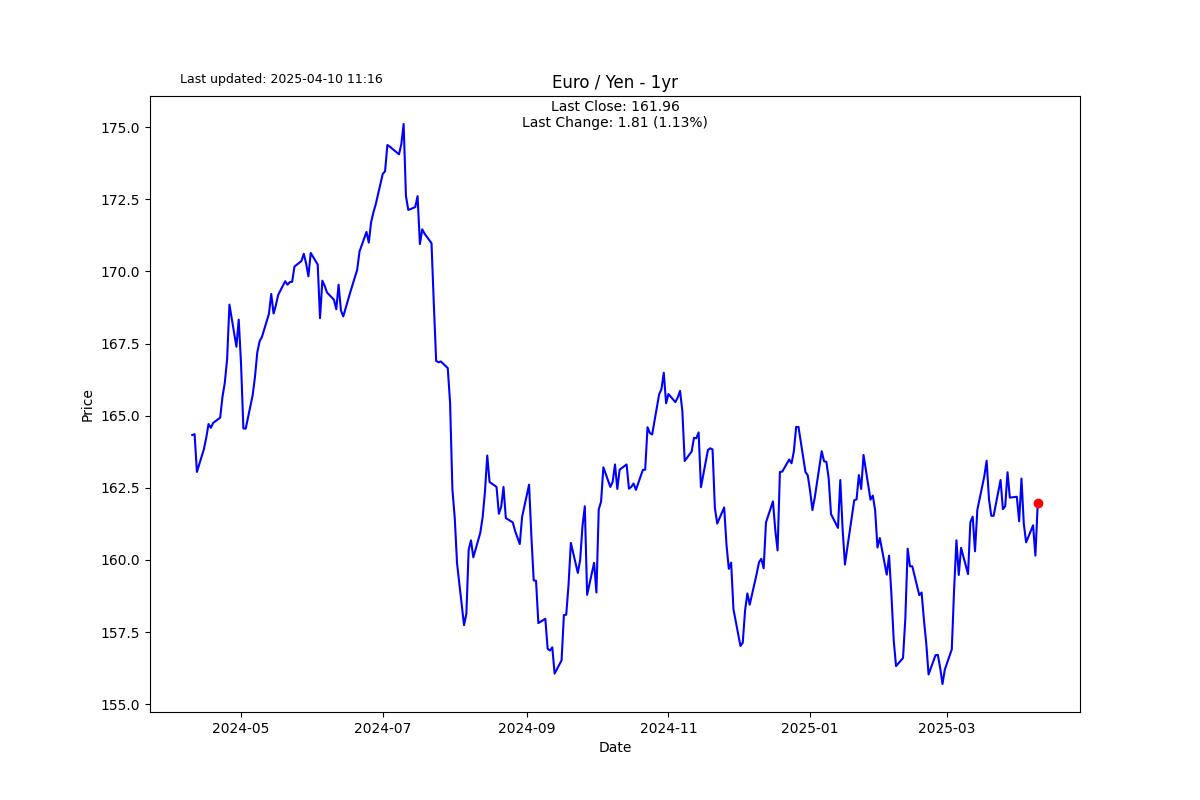 Last updated: 2025-04-10 11:16
Euro / Yen - 1yr
Last Close: 161.96
Last Change: 1.81 (1.13%)
Price
175.0
172.5
170.0
167.5
165.0
162.5
160.0
157.5
155.0
2024-05
2024-07
2024-09
2024-11
2025-01
2025-03
Date